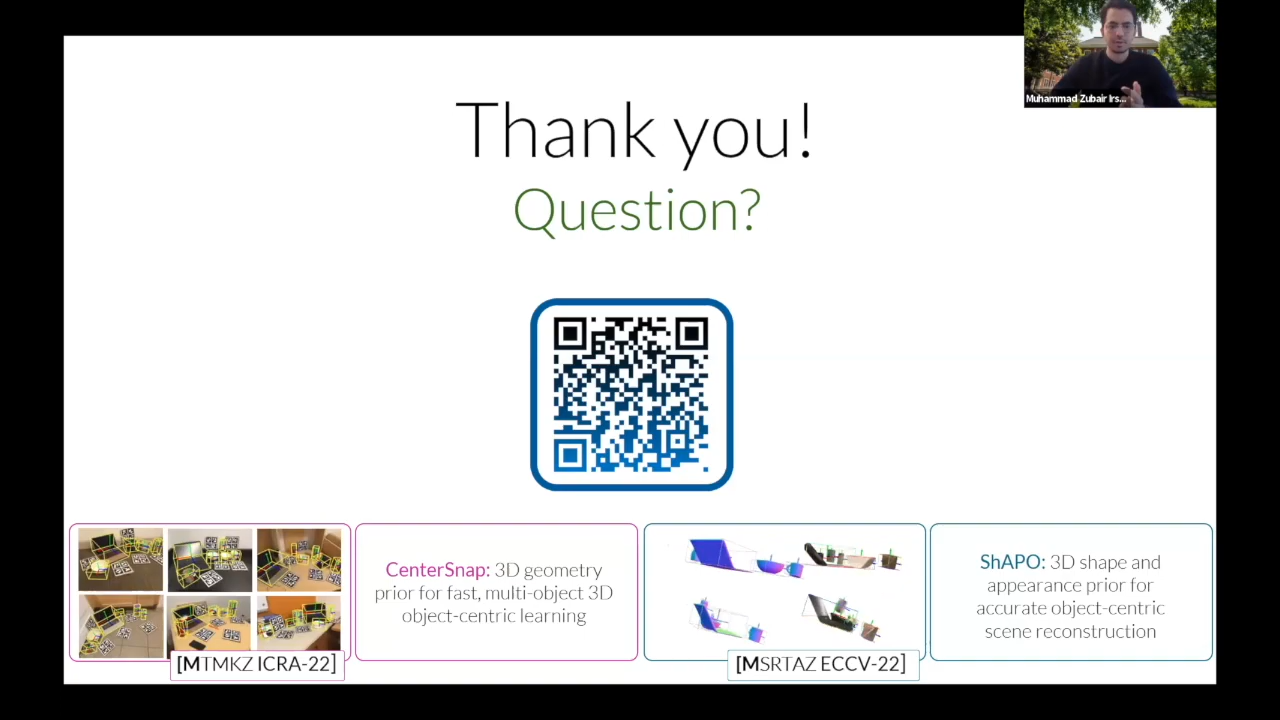 Muhammad Zubair Irs...
Thank you!
Question?
CenterSnap: 3D geometry
prior for fast, multi-object 3D
object-centric learning
[MTMKZ ICRA-22]
[MSRTAZ ECCV-22]
ShAPO: 3D shape and
appearance prior for
accurate object-centric
scene reconstruction